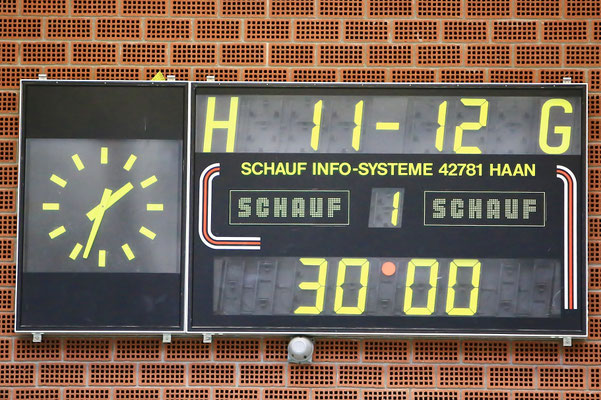 H 11-12 G
SCHAUF INFO-SYSTEME 42781 HAAN
SCHAUF 1 SCHAUF
30:00